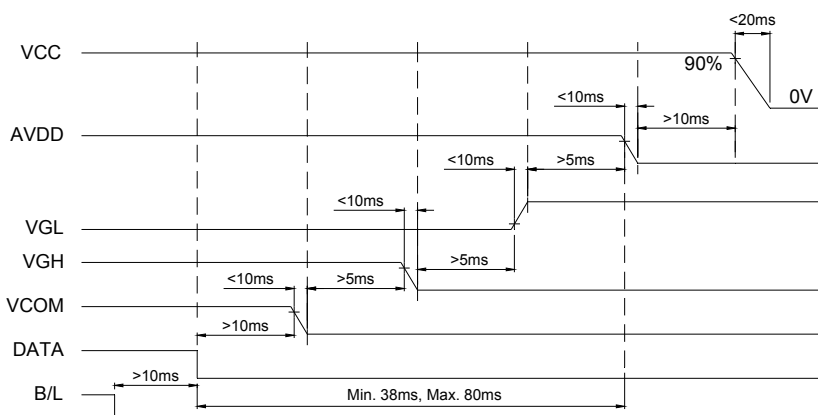 <20ms
VCC
90%
0V
<10ms
>10ms
AVDD
<10ms
>5ms
<10ms
VGL
VGH
>5ms
<10ms
>5ms
VCOM
>10ms
DATA
>10ms
Min. 38ms, Max. 80ms
B/L